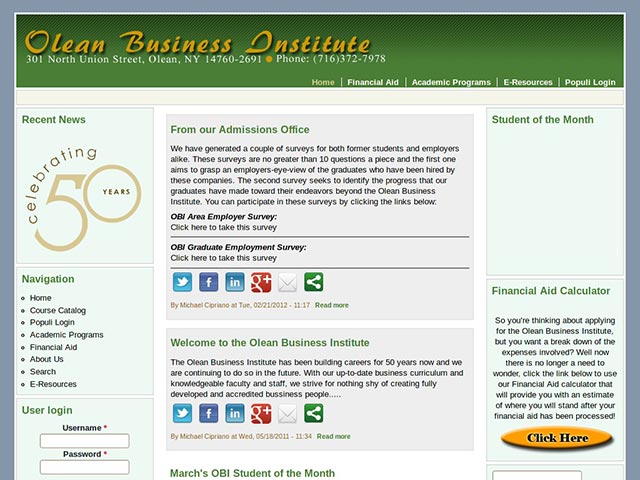 Olean Business Institute
301 North Union Street, Olean, NY 14760-2691 ● Phone: (716)372-7978
Home | Financial Aid | Academic Programs | E-Resources | Populi Login
Recent News
celebrating
50 YEARS
Navigation
Home
Course Catalog
Populi Login
Academic Programs
Financial Aid
About Us
Search
E-Resources
User login
Username *
Password *
From our Admissions Office
We have generated a couple of surveys for both former students and employers
alike. These surveys are no greater than 10 questions a piece and the first one
aims to grasp an employers-eye-view of the graduates who have been hired by
these companies. The second survey seeks to identify the progress that our
graduates have made toward their endeavors beyond the Olean Business
Institute. You can participate in these surveys by clicking the links below:
OBI Area Employer Survey:
Click here to take this survey
OBI Graduate Employment Survey:
Click here to take this survey
By Michael Cipriano at Tue, 02/21/2012 - 11:17 Read more
Welcome to the Olean Business Institute
The Olean Business Institute has been building careers for 50 years now and we
are continuing to do so in the future. With our up-to-date business curriculum and
knowledgeable faculty and staff, we strive for nothing shy of creating fully
developed and accredited bussiness people.....
By Michael Cipriano at Wed, 05/18/2011 - 11:34 Read more
March's OBI Student of the Month
Student of the Month
Financial Aid Calculator
So you're thinking about applying
for the Olean Business Institute,
but you want a break down of the
expenses involved? Well now
there is no longer a need to
wonder, click the link below to use
our Financial Aid calculator that
will provide you with an estimate
of where you will stand after your
financial aid has been processed!
Click Here